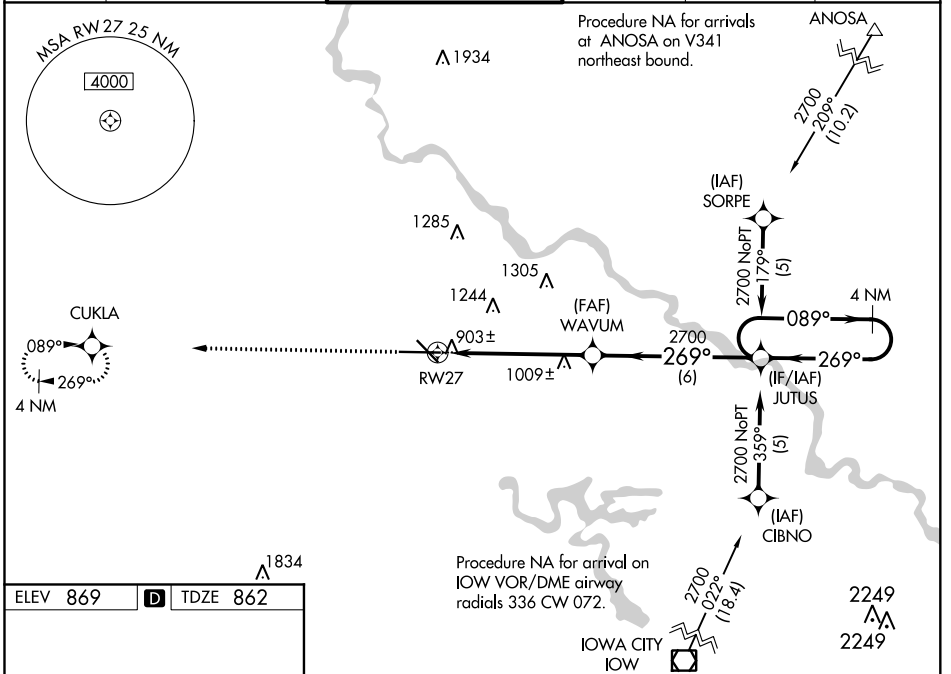 MSA RW27 25 NM
4000
1934
Procedure NA for arrivals
at ANOSA on V341
northeast bound.
ANOSA
2700
209°
(10.2)
(IAF)
SORPE
2700 NoPT
179°
(5)
1285
1305
1244
(FAF)
WAVUM
4 NM
089°
CUKLA
089°
269°
4 NM
903±
RW27
1009±
2700
269°
(6)
269°
(IF/IAF)
JUTUS
2700 NoPT
359°
(5)
(IAF)
CIBNO
1834
Procedure NA for arrival on
IOW VOR/DME airway
radials 336 CW 072.
2700
022°
(18.4)
IOWA CITY
IOW
2249
2249
ELEV 869 D TDZE 862